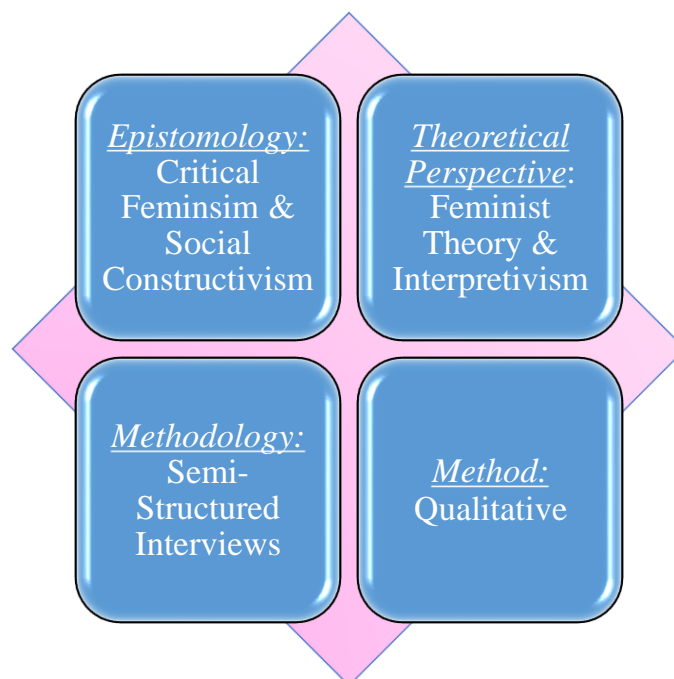 Epistomology:
Critical
Feminsim &
Social
Constructivism
Theoretical
Perspective:
Feminist
Theory &
Interpretivism
Methodology:
Semi-
Structured
Interviews
Method:
Qualitative